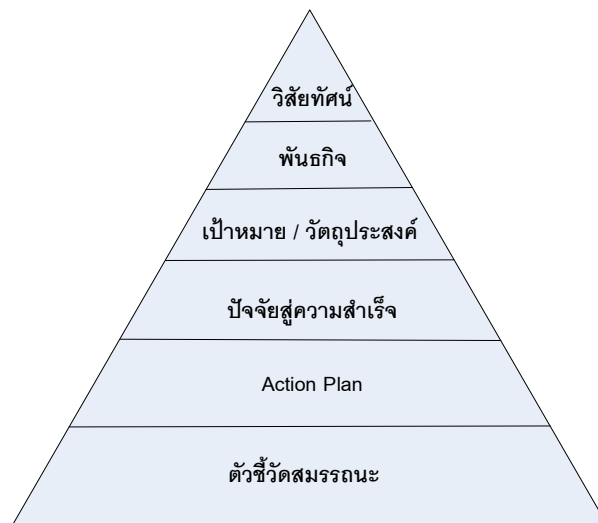 วิสัยทัศน์
พันธกิจ
เป้าหมาย / วัตถุประสงค์
ปัจจัยสู่ความสำเร็จ
Action Plan
ตัวชี้วัดสมรรถนะ